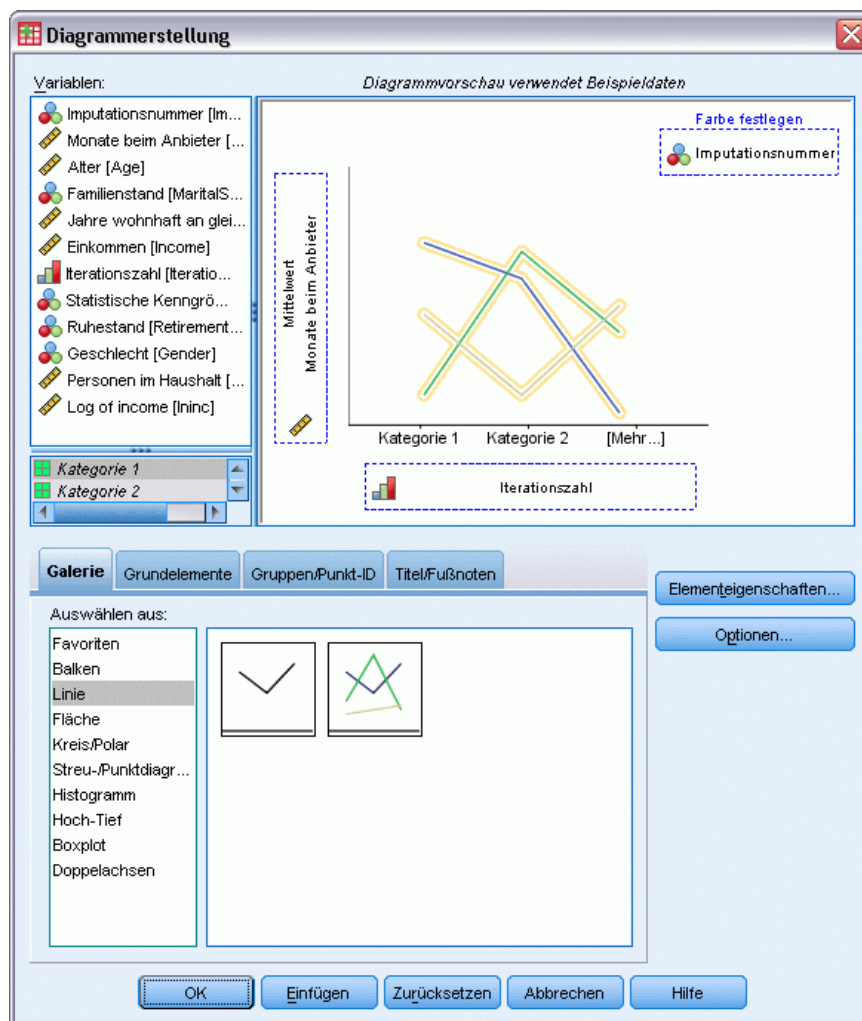 Diagrammerstellung
Variablen:
Diagrammvorschau verwendet Beispieldaten
Imputationsnummer [Im...
Monate beim Anbieter [...
Alter [Age]
Familienstand [MaritalS...
Jahre wohnhaft an glei...
Einkommen [Income]
Iterationszahl [Iteratio...
Statistische Kenngrö...
Ruhestand [Retirement...
Geschlecht [Gender]
Personen im Haushalt [...
Log of income [lninc]
Kategorie 1
Kategorie 2
Farbe festlegen
Imputationsnummer
Mittelwert
Monate beim Anbieter
Kategorie 1 Kategorie 2 [Mehr...]
Iterationszahl
Galerie Grundelemente Gruppen/Punkt-ID Titel/Fußnoten
Elementeigenschaften...
Optionen...
Auswählen aus:
Favoriten
Balken
Linie
Fläche
Kreis/Polar
Streu-/Punktdiagr...
Histogramm
Hoch-Tief
Boxplot
Doppelachsen
OK Einfügen Zurücksetzen Abbrechen Hilfe